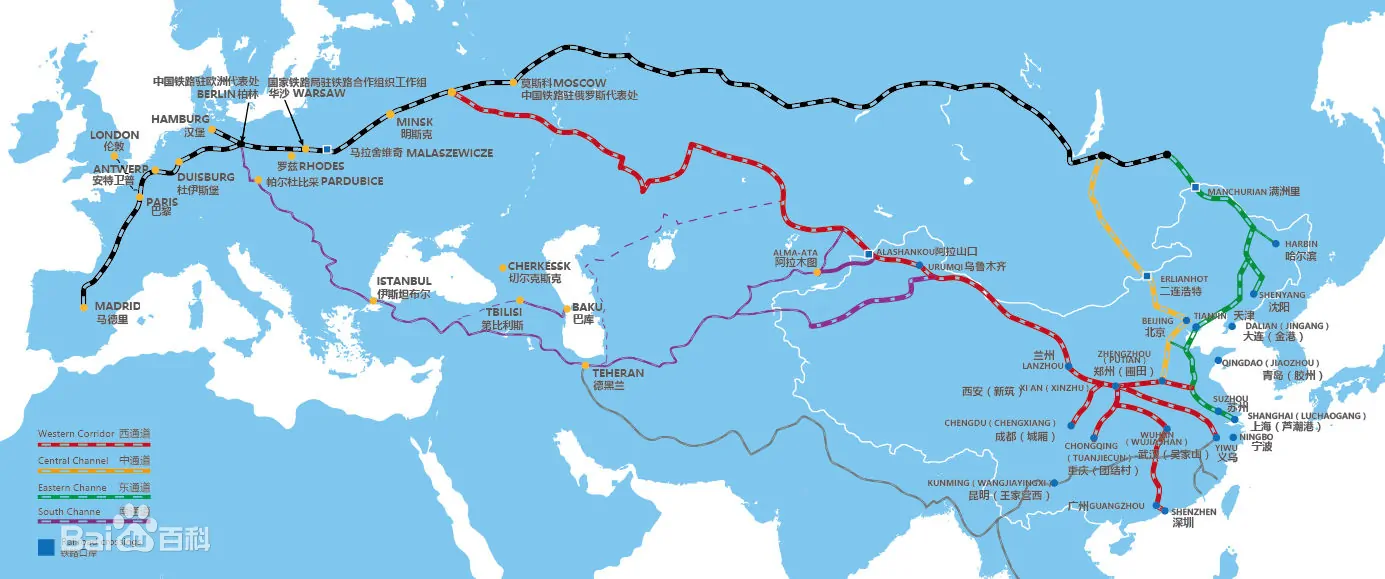 中国铁路驻欧洲代表处
BERLIN 柏林
国家铁路局驻铁路合作组织工作组
华沙 WARSAW
莫斯科 MOSCOW
中国铁路驻俄罗斯代表处
HAMBURG
汉堡
MINSK
明斯克
LONDON
伦敦
马拉舍维奇 MALASZEWICZE
罗兹 RHODES
ANTWERP
安特卫普
DUISBURG
杜伊斯堡
帕尔杜比采 PARDUBICE
PARIS
巴黎
MANCHURIAN 满洲里
HARBIN
哈尔滨
ALMA-ATA
阿拉木图
ALASHANKOU 阿拉山口
URUMQI 乌鲁木齐
CHERKESSK
切尔克斯克
ISTANBUL
伊斯坦布尔
ERLIANHOT
二连浩特
SHENYANG
沈阳
MADRID
马德里
TBILISI
第比利斯
BAKU
巴库
BEIJING
北京
TIANJIN 天津
DALIAN (JINGANG)
大连（金港）
兰州
LANZHOU
ZHENGZHOU
(PUTIAN)
郑州（圃田）
QINGDAO (JIAOZHOU)
青岛（胶州）
TEHERAN
德黑兰
西安（新筑） XI'AN (XINZHU)
SUZHOU
苏州
SHANGHAI (LUCHAOGANG)
上海（芦潮港）
CHENGDU (CHENGXIANG)
成都（城厢）
WUHAN
(WUJIASHAN)
武汉（吴家山）
NINGBO
宁波
YIWU
义乌
CHONGQING
(TUANJIECUN)
重庆（团结村）
KUNMING (WANGJIAYINGXI)
昆明（王家营西）
广州 GUANGZHOU
SHENZHEN
深圳
Western Corridor 西通道
Central Channel 中通道
Eastern Channe 东通道
South Channe
Baidu百科
铁路口岸